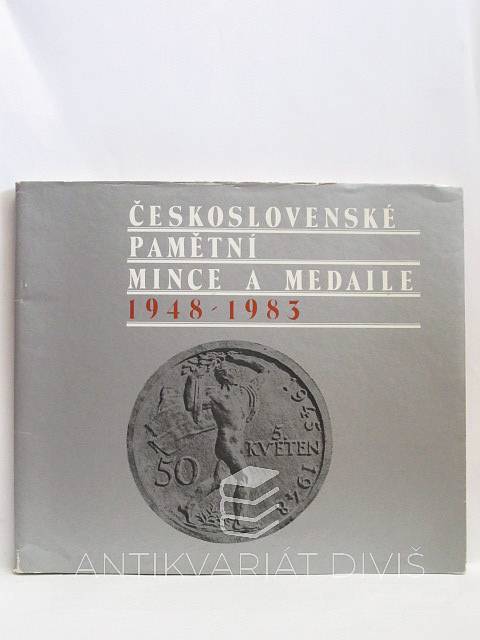 ČESKOSLOVENSKÉ
PAMĚTNÍ
MINCE A MEDAILE
1948-1983
1945
5.
KVĚTEN
50
1948
ANTIKVARIÁT DIVIŠ